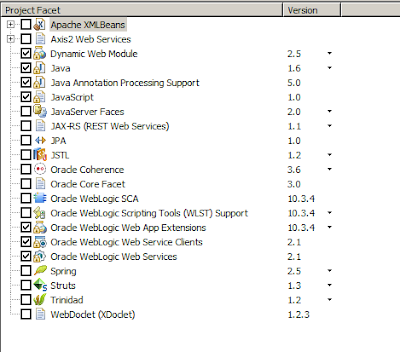 Project Facet Version
Apache XMLBeans
Axis2 Web Services
Dynamic Web Module 2.5
Java 1.6
Java Annotation Processing Support 5.0
JavaScript 1.0
JavaServer Faces 2.0
JAX-RS (REST Web Services) 1.1
JPA 1.0
JSTL 1.2
Oracle Coherence 3.6
Oracle Core Facet 3.0
Oracle WebLogic SCA 10.3.4
Oracle WebLogic Scripting Tools (WLST) Support 10.3.4
Oracle WebLogic Web App Extensions 10.3.4
Oracle WebLogic Web Service Clients 2.1
Oracle WebLogic Web Services 2.1
Spring 2.5
Struts 1.3
Trinidad 1.2
WebDoclet (XDoclet) 1.2.3